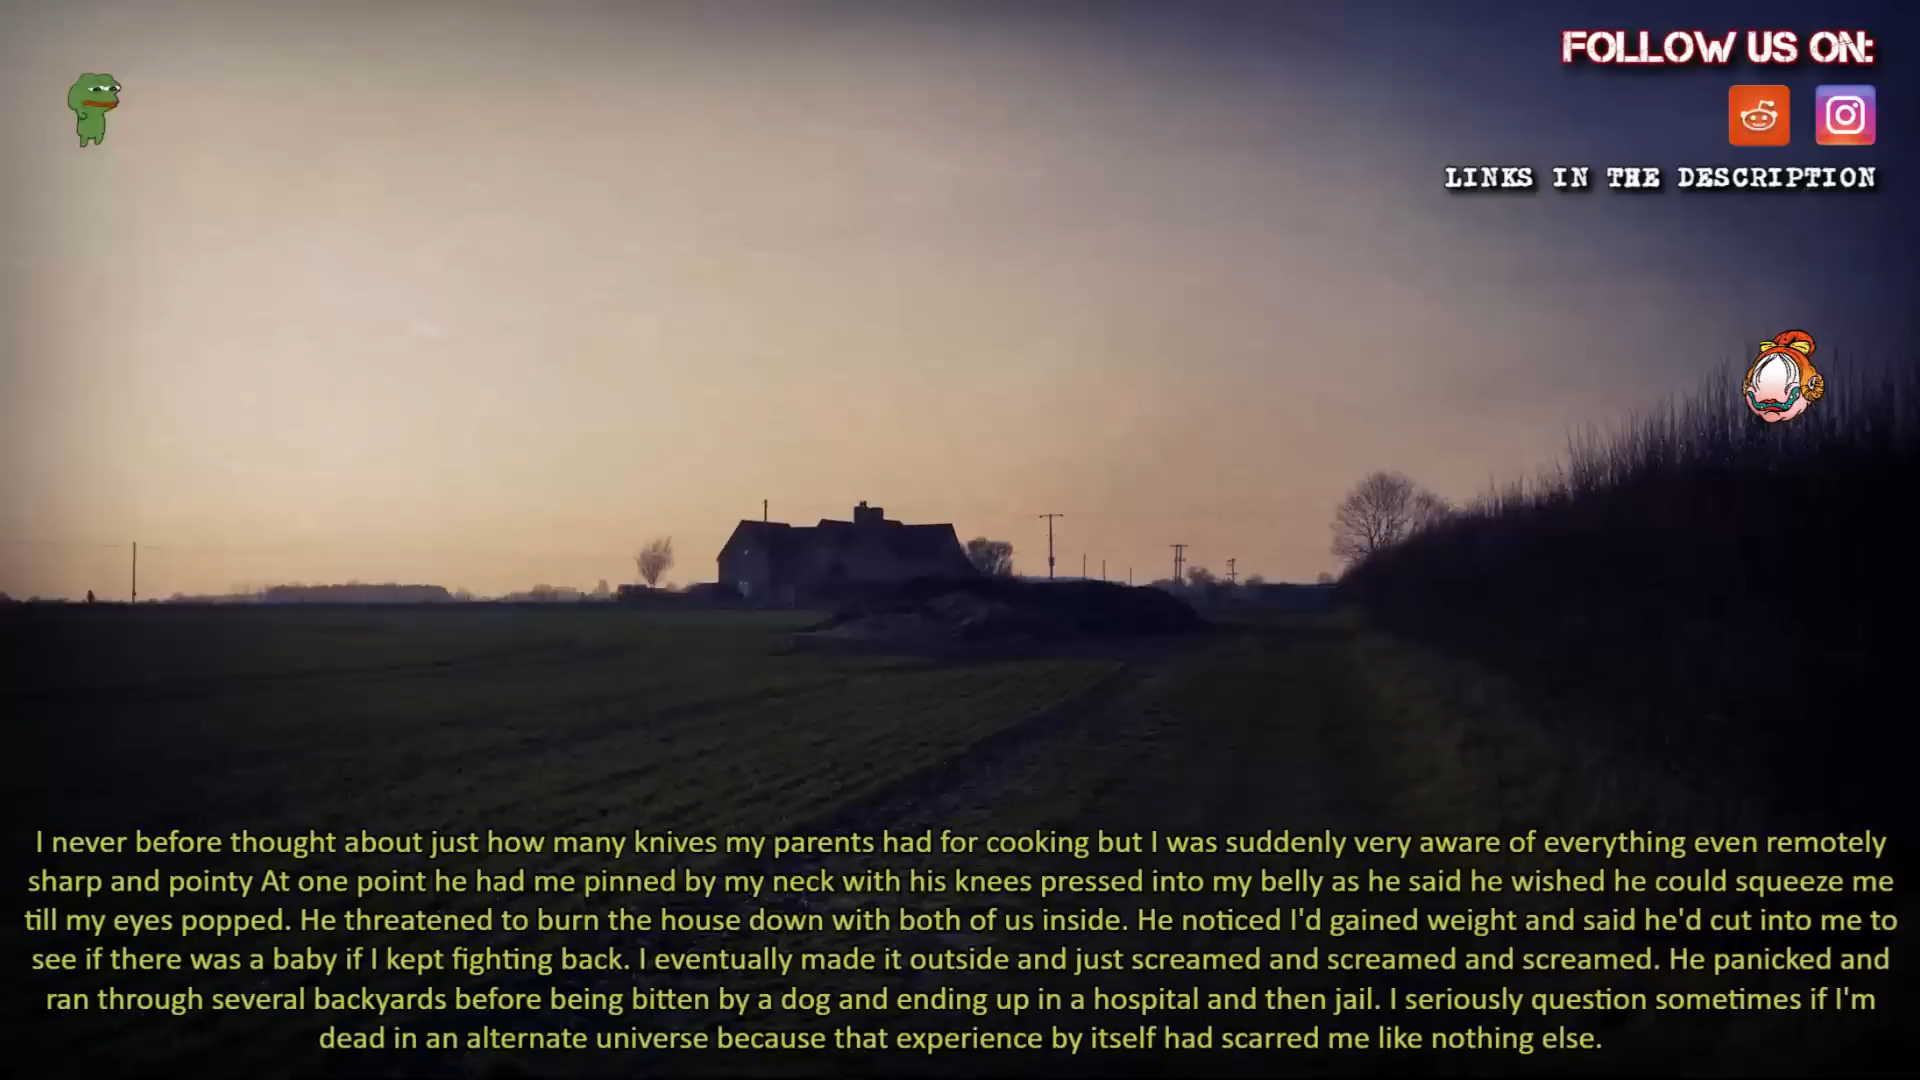 FOLLOW US ON:
LINKS IN THE DESCRIPTION
I never before thought about just how many knives my parents had for cooking but I was suddenly very aware of everything even remotely
sharp and pointy At one point he had me pinned by my neck with his knees pressed into my belly as he said he wished he could squeeze me
till my eyes popped. He threatened to burn the house down with both of us inside. He noticed I'd gained weight and said he'd cut into me to
see if there was a baby if I kept fighting back. I eventually made it outside and just screamed and screamed and screamed. He panicked and
ran through several backyards before being bitten by a dog and ending up in a hospital and then jail. I seriously question sometimes if I'm
dead in an alternate universe because that experience by itself had scarred me like nothing else.